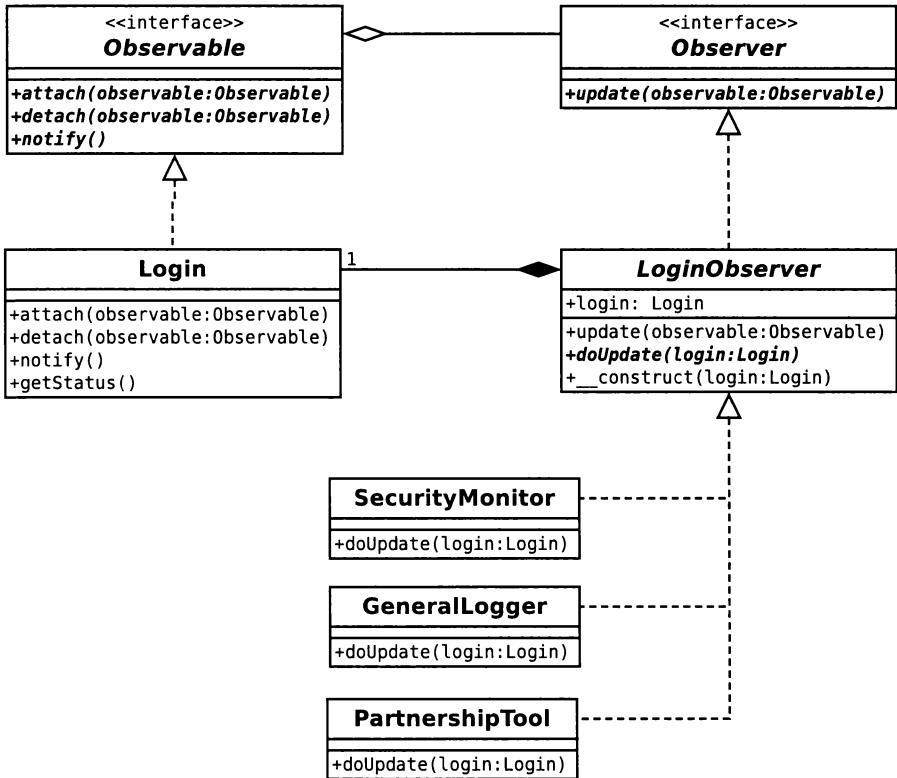 <<interface>>
Observable
+attach(observable:Observable)
+detach(observable:Observable)
+notify()
<<interface>>
Observer
+update(observable:Observable)
Login
+attach(observable:Observable)
+detach(observable:Observable)
+notify()
+getStatus()
1
LoginObserver
+login: Login
+update(observable:Observable)
+doUpdate(login:Login)
+__construct(login:Login)
SecurityMonitor
+doUpdate(login:Login)
GeneralLogger
+doUpdate(login:Login)
PartnershipTool
+doUpdate(login:Login)